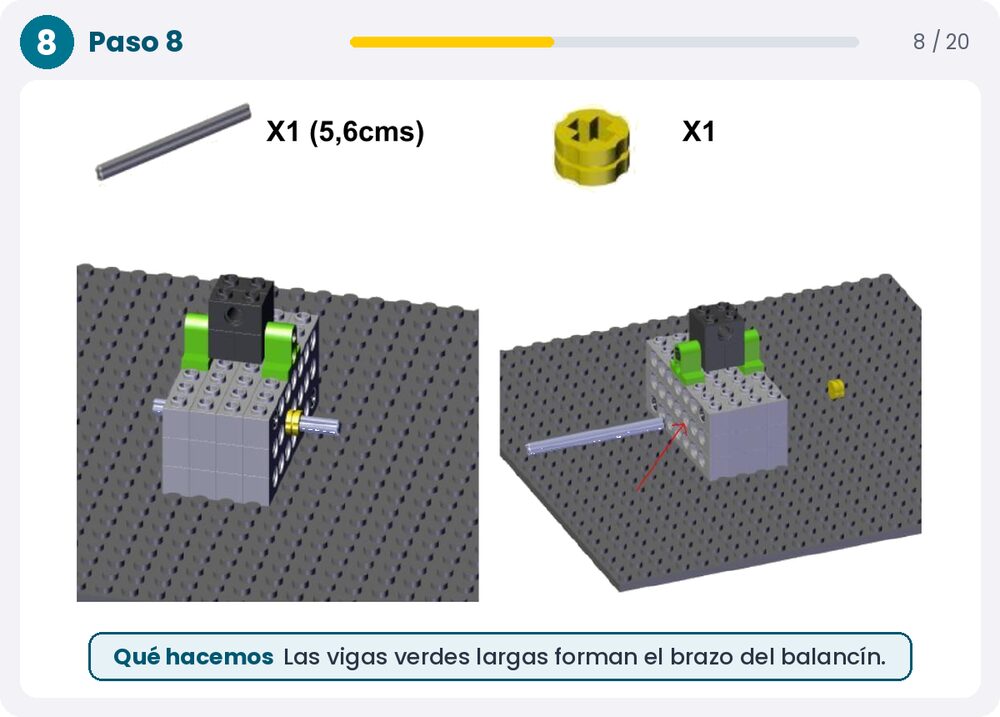 8 Paso 8 8 / 20
X1 (5,6cms) X1
Qué hacemos Las vigas verdes largas forman el brazo del balancín.